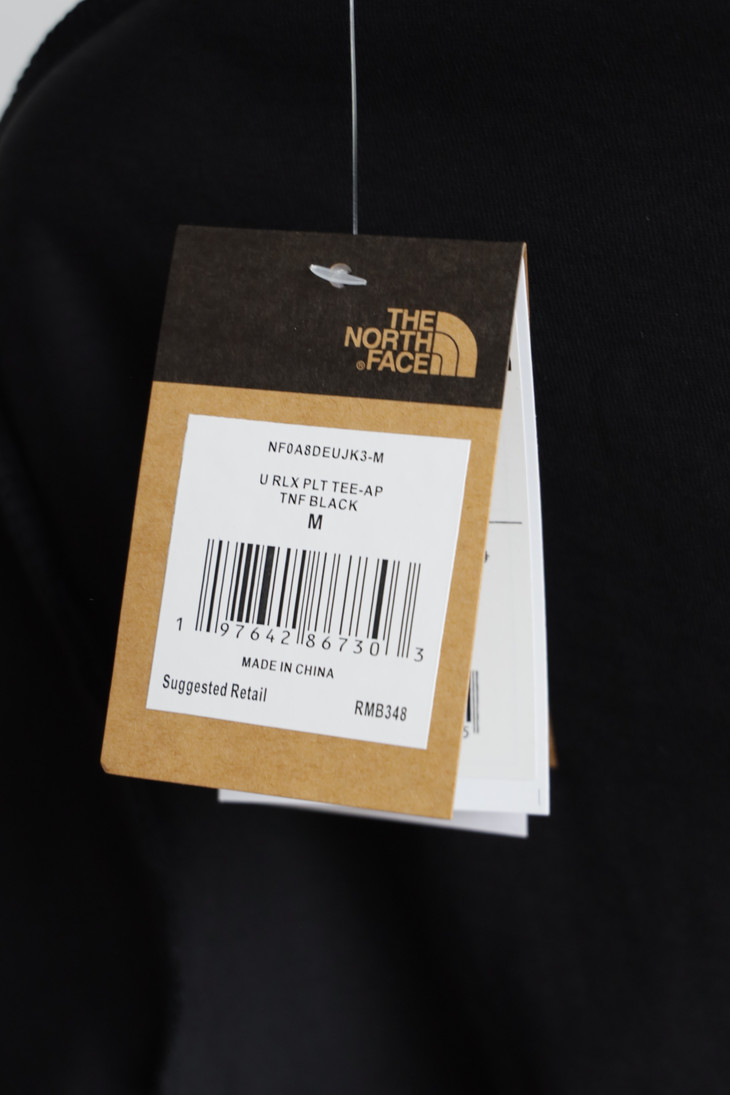 THE
NORTH
®FACE
NF0A8DEUJK3-M
U RLX PLT TEE-AP
TNF BLACK
M
1 97642 86730 3
MADE IN CHINA
Suggested Retail
RMB348
5